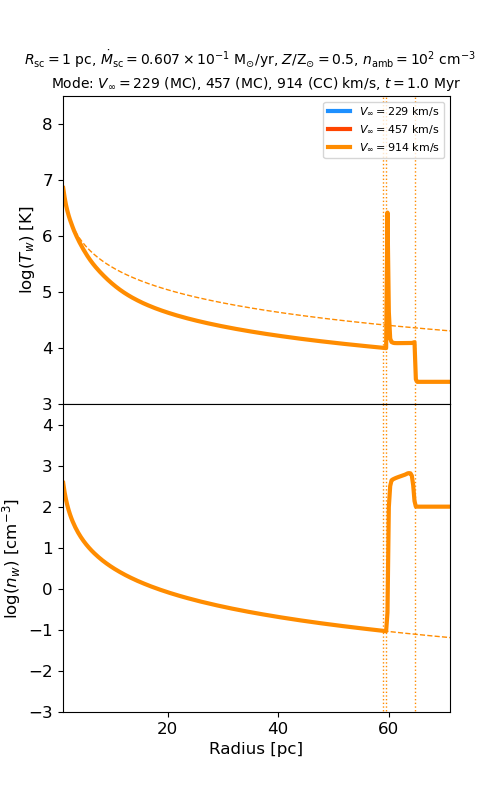 R_sc = 1 pc, Ṁ_sc = 0.607 × 10⁻¹ M_⊙/yr, Z/Z_⊙ = 0.5, n_amb = 10² cm⁻³
Mode: V_∞ = 229 (MC), 457 (MC), 914 (CC) km/s, t = 1.0 Myr
V_∞ = 229 km/s
V_∞ = 457 km/s
V_∞ = 914 km/s
log(T_w) [K]
8
7
6
5
4
3
log(n_w) [cm⁻³]
4
3
2
1
0
−1
−2
−3
20 40 60
Radius [pc]